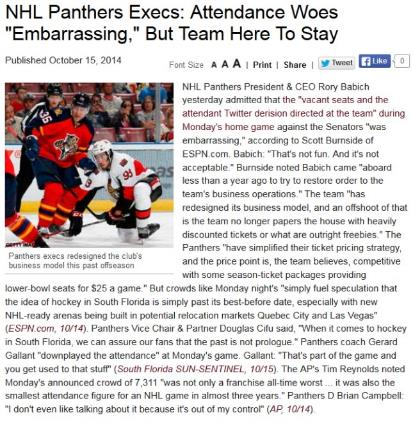 NHL Panthers Execs: Attendance Woes
"Embarrassing," But Team Here To Stay
Published October 15, 2014
Font Size A A A | Print | Share | Tweet Like 0
NHL Panthers President & CEO Rory Babich
yesterday admitted that the "vacant seats and the
attendant Twitter derision directed at the team" during
Monday's home game against the Senators "was
embarrassing," according to Scott Burnside of
ESPN.com. Babich: "That's not fun. And it's not
acceptable." Burnside noted Babich came "aboard
less than a year ago to try to restore order to the
team's business operations." The team "has
redesigned its business model, and an offshoot of that
is the team no longer papers the house with heavily
discounted tickets or what are outright freebies." The
Panthers "have simplified their ticket pricing strategy,
and the price point is, the team believes, competitive
with some season-ticket packages providing
GETTY IMAGES
Panthers execs redesigned the club's
business model this past offseason
lower-bowl seats for $25 a game." But crowds like Monday night's "simply fuel speculation that
the idea of hockey in South Florida is simply past its best-before date, especially with new
NHL-ready arenas being built in potential relocation markets Quebec City and Las Vegas"
(ESPN.com, 10/14). Panthers Vice Chair & Partner Douglas Cifu said, "When it comes to hockey
in South Florida, we can assure our fans that the past is not prologue." Panthers coach Gerard
Gallant "downplayed the attendance" at Monday's game. Gallant: "That's part of the game and
you get used to that stuff" (South Florida SUN-SENTINEL, 10/15). The AP's Tim Reynolds noted
Monday's announced crowd of 7,311 "was not only a franchise all-time worst ... it was also the
smallest attendance figure for an NHL game in almost three years." Panthers D Brian Campbell:
"I don't even like talking about it because it's out of my control" (AP, 10/14).